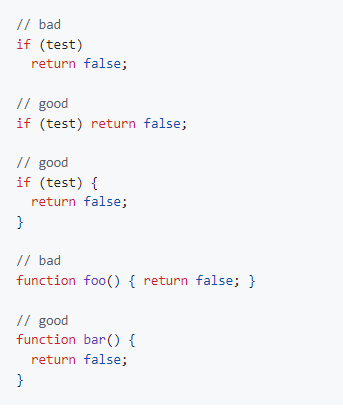 // bad
if (test)
  return false;

// good
if (test) return false;

// good
if (test) {
  return false;
}

// bad
function foo() { return false; }

// good
function bar() {
  return false;
}